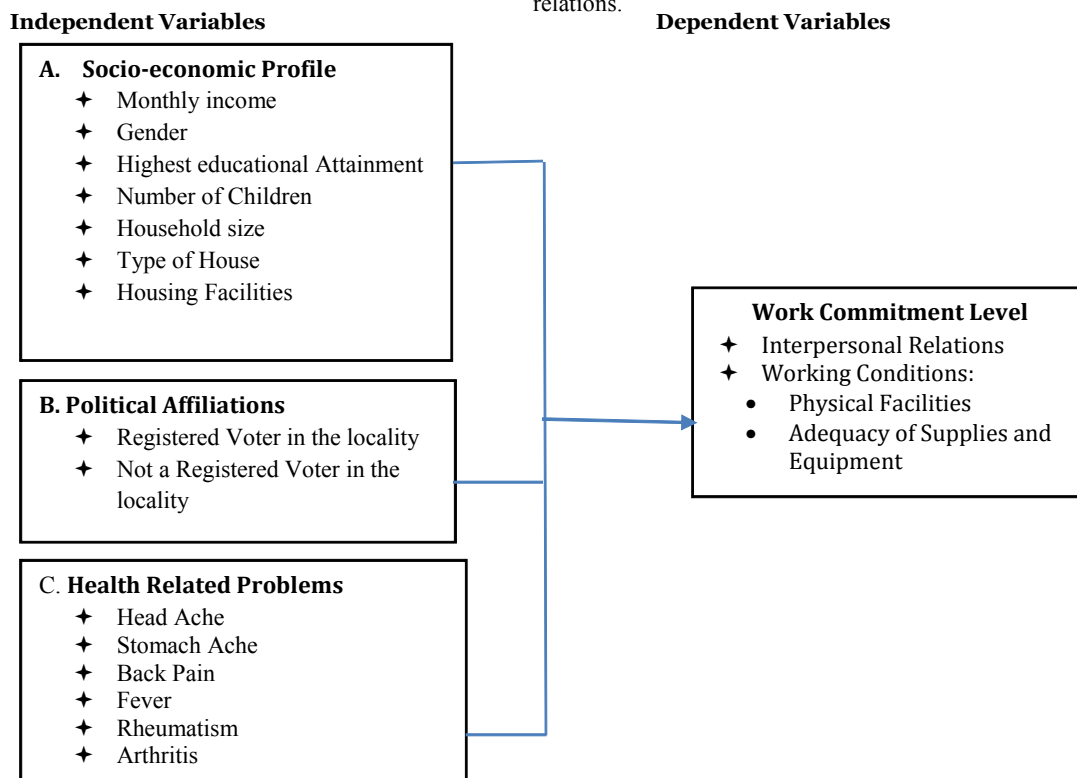 relations.
Independent Variables
Dependent Variables
A. Socio-economic Profile
✦ Monthly income
✦ Gender
✦ Highest educational Attainment
✦ Number of Children
✦ Household size
✦ Type of House
✦ Housing Facilities
B. Political Affiliations
✦ Registered Voter in the locality
✦ Not a Registered Voter in the
locality
C. Health Related Problems
✦ Head Ache
✦ Stomach Ache
✦ Back Pain
✦ Fever
✦ Rheumatism
✦ Arthritis
Work Commitment Level
✦ Interpersonal Relations
✦ Working Conditions:
• Physical Facilities
• Adequacy of Supplies and
Equipment